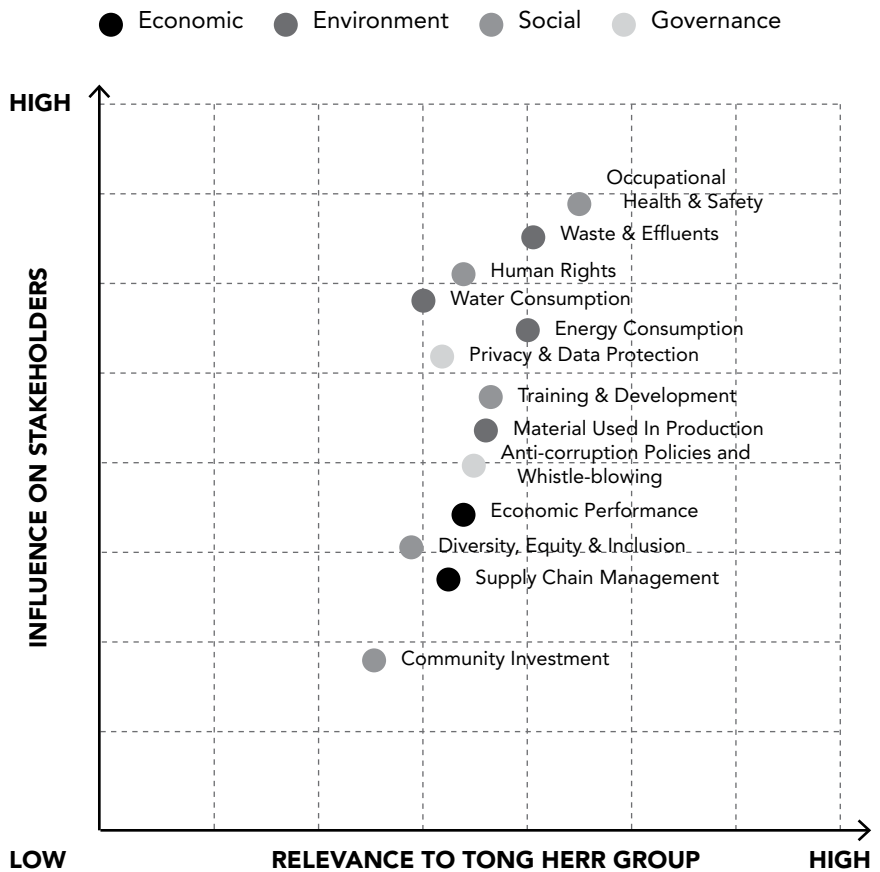 Economic
Environment
Social
Governance
HIGH
INFLUENCE ON STAKEHOLDERS
Occupational
Health & Safety
Waste & Effluents
Human Rights
Water Consumption
Energy Consumption
Privacy & Data Protection
Training & Development
Material Used In Production
Anti-corruption Policies and
Whistle-blowing
Economic Performance
Diversity, Equity & Inclusion
Supply Chain Management
Community Investment
LOW
RELEVANCE TO TONG HERR GROUP
HIGH